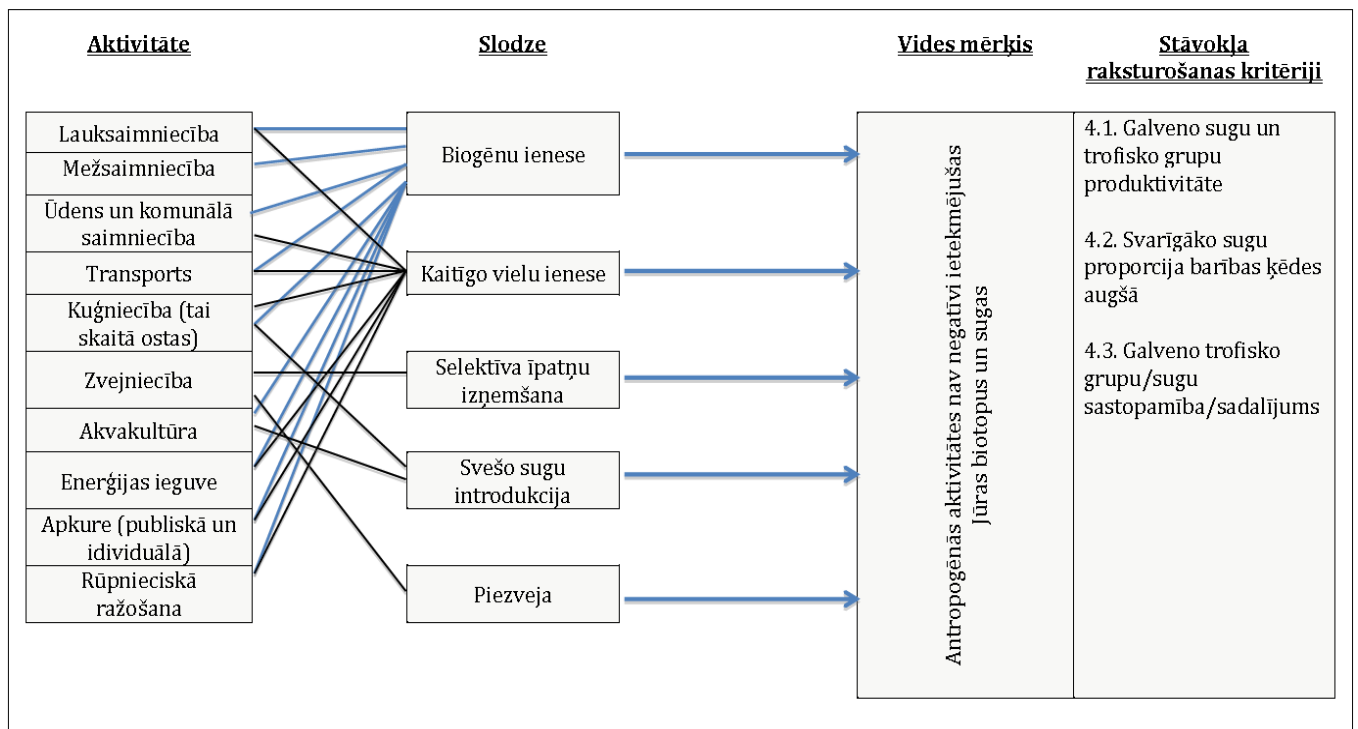 Aktivitāte
Slodze
Vides mērķis
Stāvokļa
raksturošanas kritēriji
Lauksaimniecība
Mežsaimniecība
Ūdens un komunālā
saimniecība
Transports
Kuģniecība (tai
skaitā ostas)
Zvejniecība
Akvakultūra
Enerģijas ieguve
Apkure (publiskā un
idividuālā)
Rūpnieciskā
ražošana
Biogēnu ienese
Kaitīgo vielu ienese
Selektīva īpatņu
izņemšana
Svešo sugu
introdukcija
Piezveja
Antropogēnās aktivitātes nav negatīvi ietekmējušas
Jūras biotopus un sugas
4.1. Galveno sugu un
trofisko grupu
produktivitāte
4.2. Svarīgāko sugu
proporcija barības ķēdes
augšā
4.3. Galveno trofisko
grupu/sugu
sastopamība/sadalījums